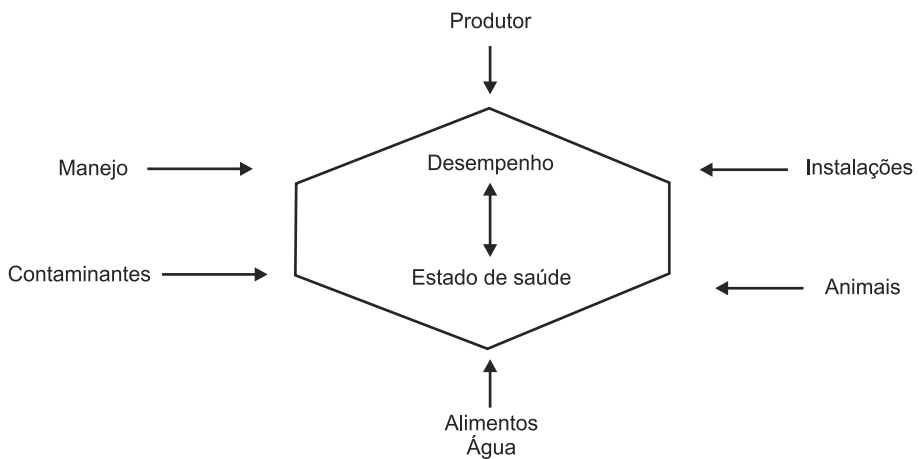 Produtor
Manejo
Desempenho
Instalações
Contaminantes
Estado de saúde
Animais
Alimentos
Água